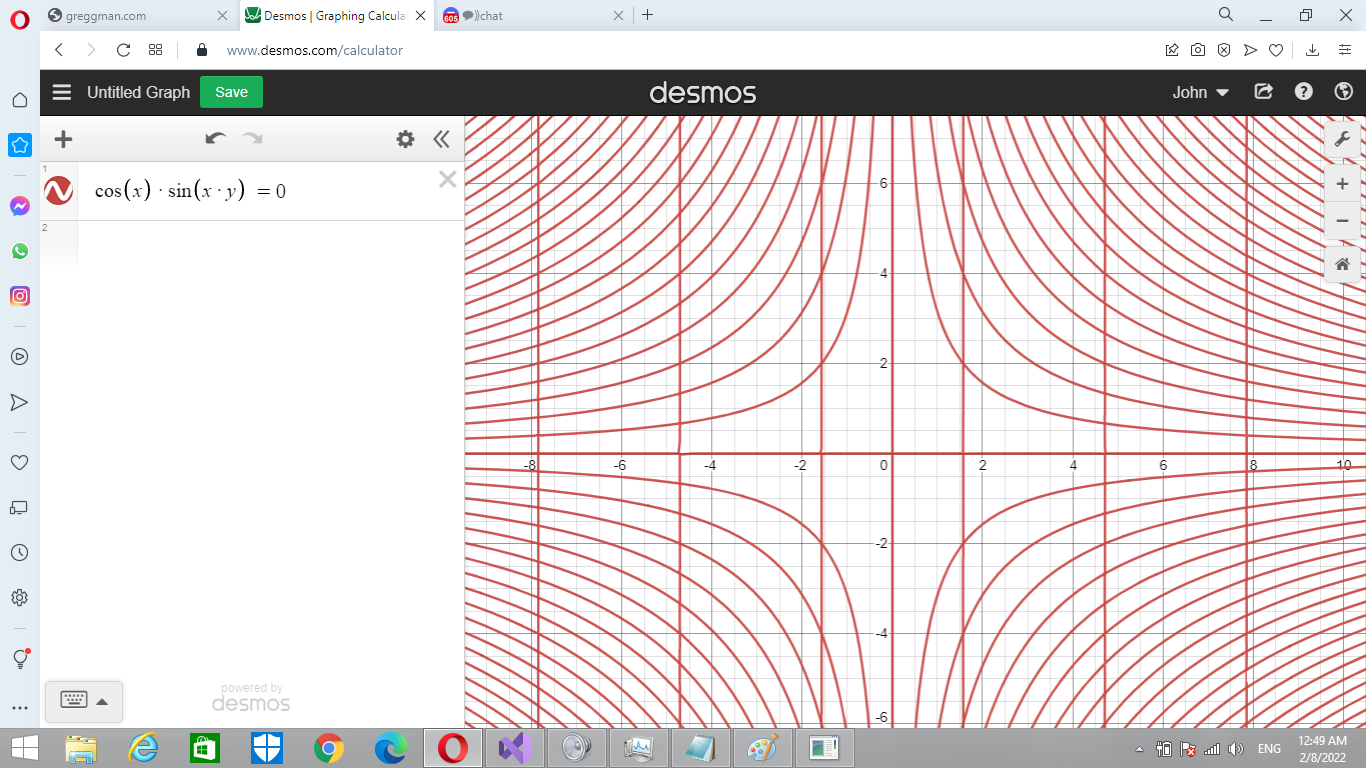 greggman.com
Desmos | Graphing Calcula
605 chat
www.desmos.com/calculator
Untitled Graph
Save
desmos
John
1
cos(x) · sin(x · y) = 0
2
6
4
2
-8 -6 -4 -2 0 2 4 6 8 10
-2
-4
-6
powered by
desmos
ENG
12:49 AM
2/8/2022